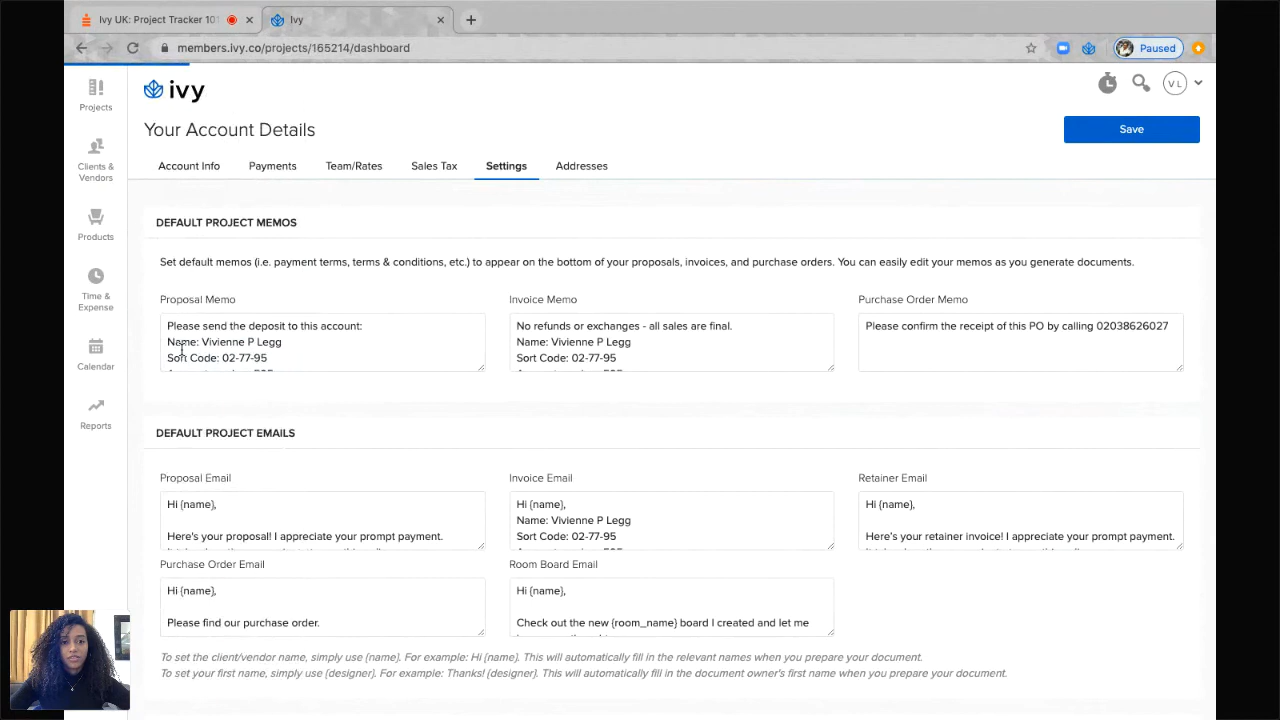 Ivy UK: Project Tracker 10
Ivy
members.ivy.co/projects/165214/dashboard
Paused
ivy
V L
Projects
Clients &
Vendors
Products
Time &
Expense
Calendar
Reports
Your Account Details
Save
Account Info
Payments
Team/Rates
Sales Tax
Settings
Addresses
DEFAULT PROJECT MEMOS
Set default memos (i.e. payment terms, terms & conditions, etc.) to appear on the bottom of your proposals, invoices, and purchase orders. You can easily edit your memos as you generate documents.
Proposal Memo
Please send the deposit to this account:
Name: Vivienne P Legg
Sort Code: 02-77-95
Invoice Memo
No refunds or exchanges - all sales are final.
Name: Vivienne P Legg
Sort Code: 02-77-95
Purchase Order Memo
Please confirm the receipt of this PO by calling 02038626027
DEFAULT PROJECT EMAILS
Proposal Email
Hi {name},
Here's your proposal! I appreciate your prompt payment.
Invoice Email
Hi {name},
Name: Vivienne P Legg
Sort Code: 02-77-95
Retainer Email
Hi {name},
Here's your retainer invoice! I appreciate your prompt payment.
Purchase Order Email
Hi {name},
Please find our purchase order.
Room Board Email
Hi {name},
Check out the new {room_name} board I created and let me
To set the client/vendor name, simply use {name}. For example: Hi {name}. This will automatically fill in the relevant names when you prepare your document.
To set your first name, simply use {designer}. For example: Thanks! {designer}. This will automatically fill in the document owner's first name when you prepare your document.